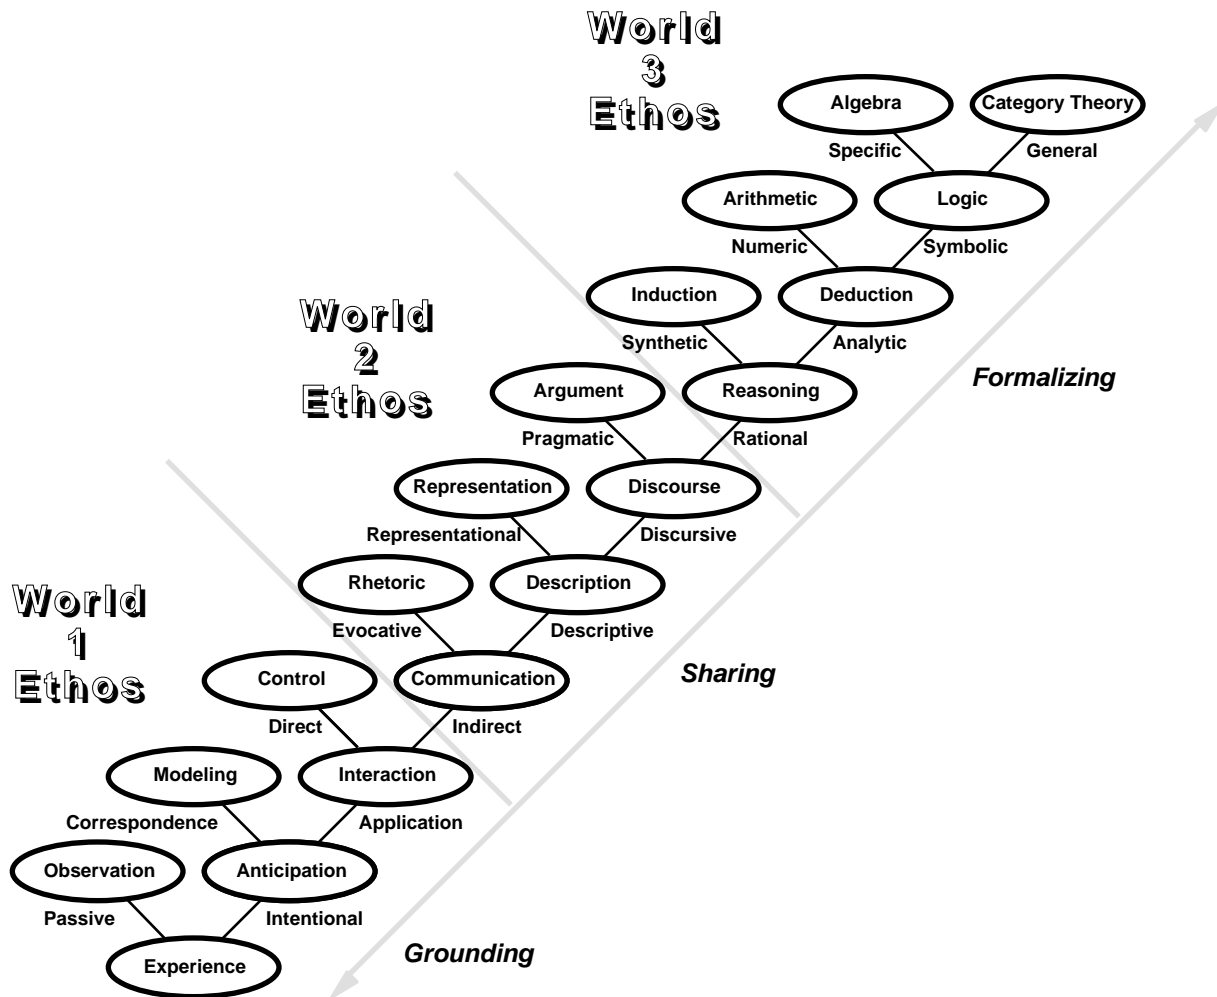 World
3
Ethos
Algebra
Category Theory
Specific
General
Arithmetic
Logic
Numeric
Symbolic
World
2
Ethos
Induction
Deduction
Synthetic
Analytic
Formalizing
Argument
Reasoning
Pragmatic
Rational
Representation
Discourse
Representational
Discursive
World
1
Ethos
Rhetoric
Description
Evocative
Descriptive
Sharing
Control
Communication
Direct
Indirect
Modeling
Interaction
Correspondence
Application
Observation
Anticipation
Passive
Intentional
Grounding
Experience